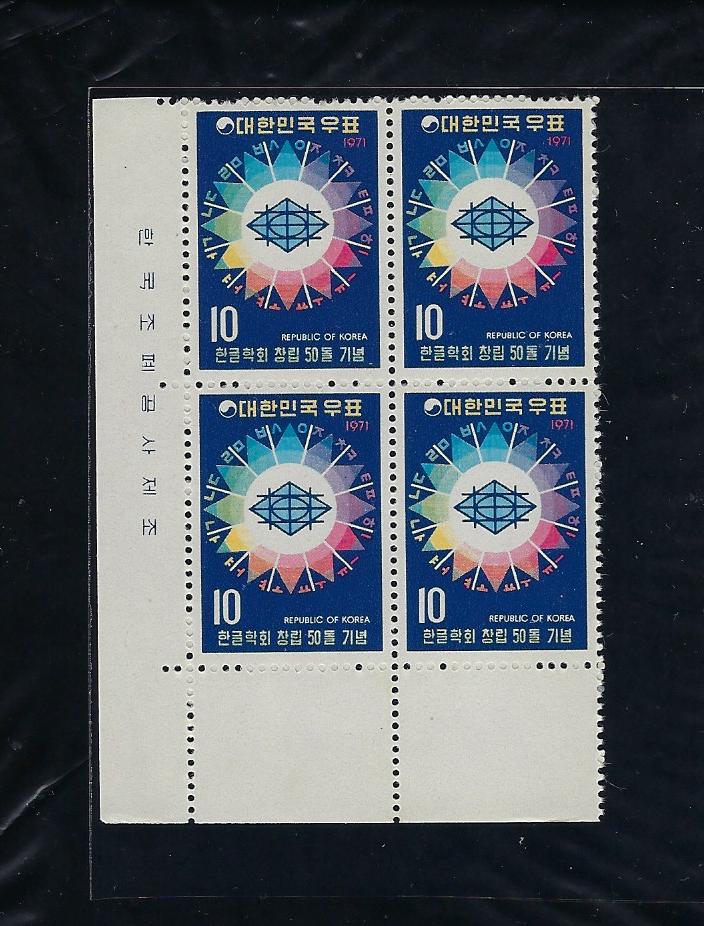 한국조폐공사제조
대한민국우표
1971
ㄱ ㄴ ㄷ ㄹ ㅁ ㅂ ㅅ ㅇ ㅈ ㅊ ㅋ ㅌ ㅍ ㅎ
10
REPUBLIC OF KOREA
한글학회 창립 50돌 기념
대한민국우표
1971
ㄱ ㄴ ㄷ ㄹ ㅁ ㅂ ㅅ ㅇ ㅈ ㅊ ㅋ ㅌ ㅍ ㅎ
10
REPUBLIC OF KOREA
한글학회 창립 50돌 기념
대한민국우표
1971
ㄱ ㄴ ㄷ ㄹ ㅁ ㅂ ㅅ ㅇ ㅈ ㅊ ㅋ ㅌ ㅍ ㅎ
10
REPUBLIC OF KOREA
한글학회 창립 50돌 기념
대한민국우표
1971
ㄱ ㄴ ㄷ ㄹ ㅁ ㅂ ㅅ ㅇ ㅈ ㅊ ㅋ ㅌ ㅍ ㅎ
10
REPUBLIC OF KOREA
한글학회 창립 50돌 기념